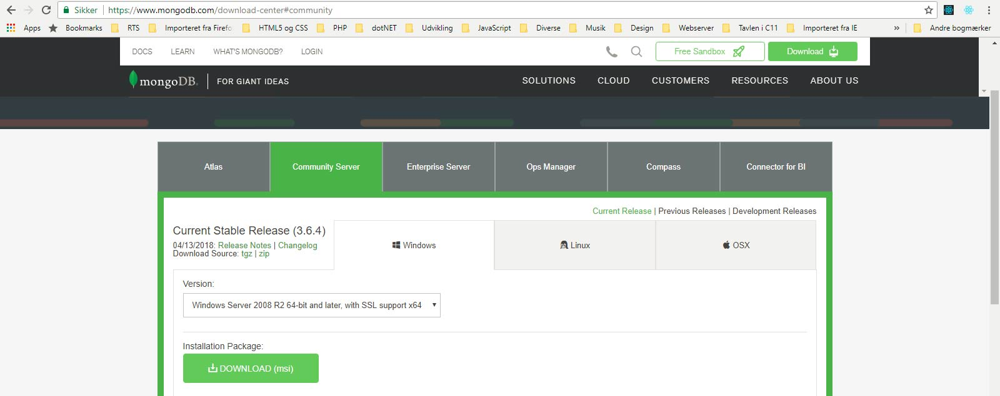 Sikker https://www.mongodb.com/download-center#community
Apps Bookmarks RTS Importeret fra Firefo HTML5 og CSS PHP dotNET Udvikling JavaScript Diverse Musik Design Webserver Tavlen i C11 Importeret fra IE » Andre bogmærker
DOCS LEARN WHAT'S MONGODB? LOGIN Free Sandbox Download
mongoDB. FOR GIANT IDEAS SOLUTIONS CLOUD CUSTOMERS RESOURCES ABOUT US
Atlas Community Server Enterprise Server Ops Manager Compass Connector for BI
Current Release | Previous Releases | Development Releases
Current Stable Release (3.6.4)
04/13/2018: Release Notes | Changelog
Download Source: tgz | zip
Windows Linux OSX
Version:
Windows Server 2008 R2 64-bit and later, with SSL support x64
Installation Package:
DOWNLOAD (msi)